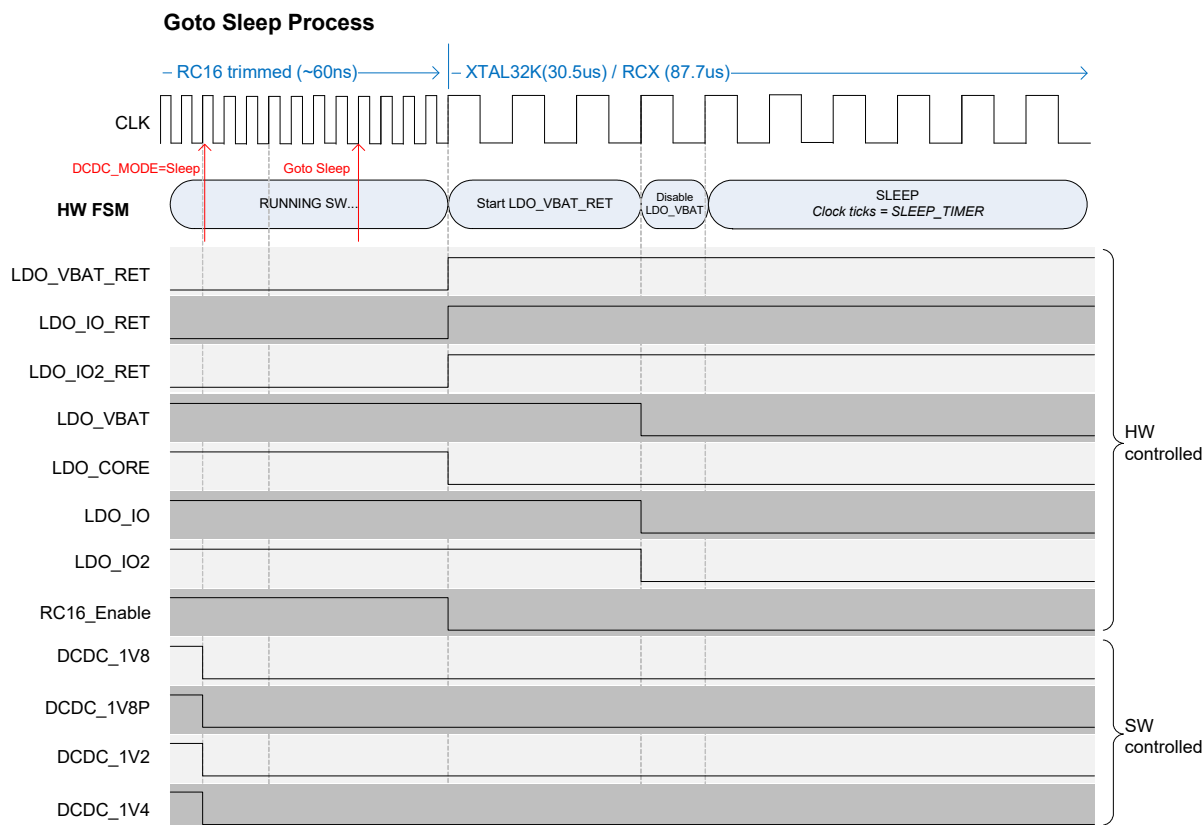 Goto Sleep Process
RC16 trimmed (~60ns)
XTAL32K(30.5us) / RCX (87.7us)
CLK
DCDC_MODE=Sleep
Goto Sleep
HW FSM
RUNNING SW...
Start LDO_VBAT_RET
Disable
LDO_VBAT
SLEEP
Clock ticks = SLEEP_TIMER
LDO_VBAT_RET
LDO_IO_RET
LDO_IO2_RET
LDO_VBAT
LDO_CORE
LDO_IO
LDO_IO2
RC16_Enable
HW
controlled
DCDC_1V8
DCDC_1V8P
DCDC_1V2
DCDC_1V4
SW
controlled